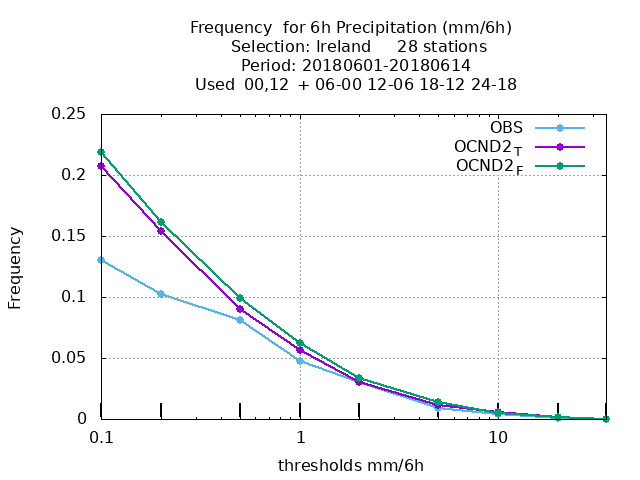 Frequency  for 6h Precipitation (mm/6h)
Selection: Ireland     28 stations
Period: 20180601-20180614
Used  00,12  + 06-00 12-06 18-12 24-18
OBS
OCND2T
OCND2F
0.25
0.2
0.15
0.1
0.05
0
Frequency
0.1
1
10
thresholds mm/6h